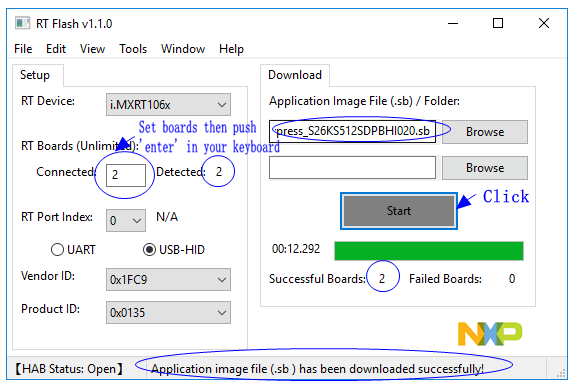 RT Flash v1.1.0
File Edit View Tools Window Help
Setup
RT Device: i.MXRT106x
Set boards then push
'enter' in your keyboard
RT Boards (Unlimited):
Connected: 2 Detected: 2
RT Port Index: 0 N/A
UART USB-HID
Vendor ID: 0x1FC9
Product ID: 0x0135
Download
Application Image File (.sb) / Folder:
press_S26KS512SDPBHI020.sb Browse
Browse
Start
Click
00:12.292
Successful Boards: 2 Failed Boards: 0
NXP
【HAB Status: Open】 Application image file (.sb ) has been downloaded successfully!